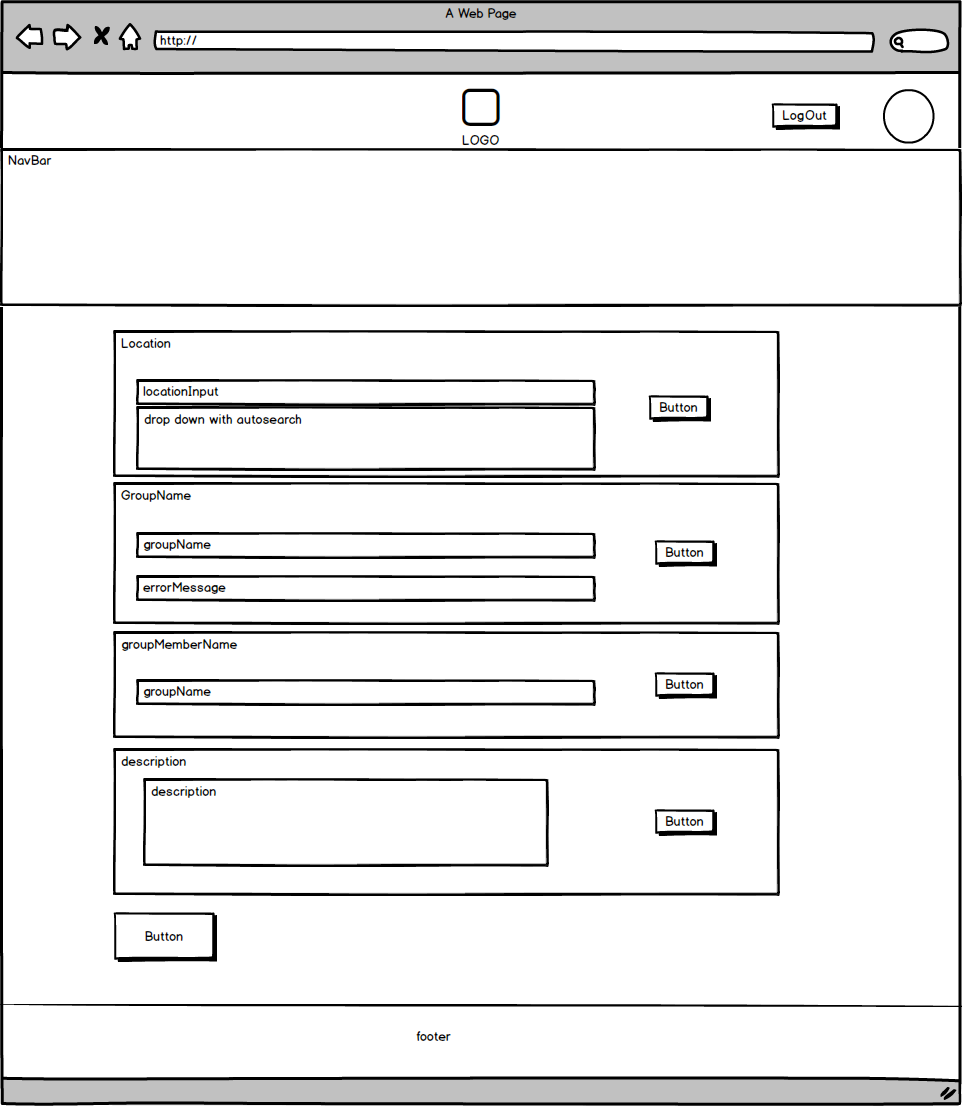 A Web Page
http://
LOGO
LogOut
NavBar
Location
locationInput
drop down with autosearch
Button
GroupName
groupName
errorMessage
Button
groupMemberName
groupName
Button
description
description
Button
Button
footer